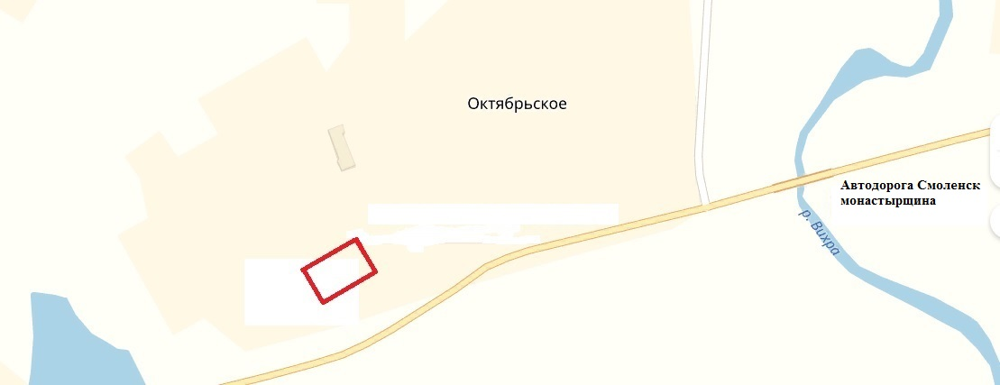 Октябрьское
Автодорога Смоленск
монастырщина
р. Вихра